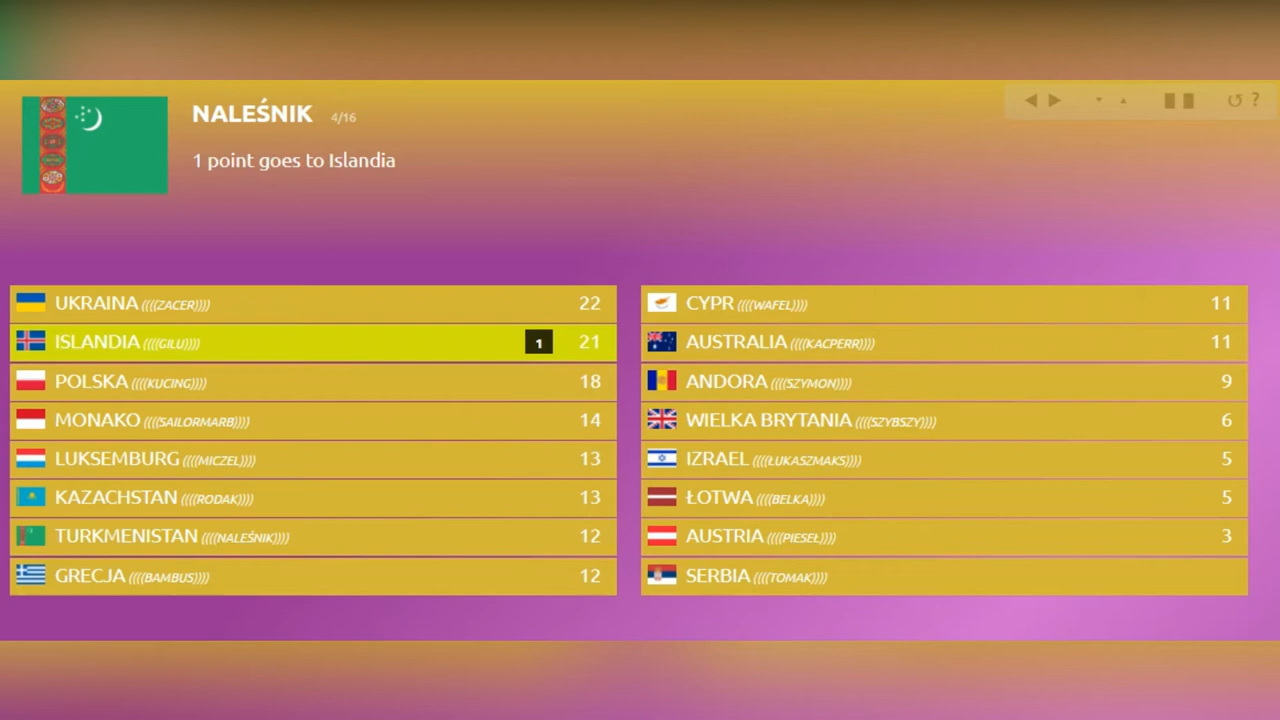 NALEŚNIK 4/16
1 point goes to Islandia
?
UKRAINA ((((ZACER)))) 22
ISLANDIA ((((GILU)))) 1 21
POLSKA ((((KUCING)))) 18
MONAKO ((((SAILORMARB)))) 14
LUKSEMBURG ((((MICZEL)))) 13
KAZACHSTAN ((((RODAK)))) 13
TURKMENISTAN ((((NALEŚNIK)))) 12
GRECJA ((((BAMBUS)))) 12
CYPR ((((WAFEL)))) 11
AUSTRALIA ((((KACPERR)))) 11
ANDORA ((((SZYMON)))) 9
WIELKA BRYTANIA ((((SZYBSZY)))) 6
IZRAEL ((((ŁUKASZMAKS)))) 5
ŁOTWA ((((BELKA)))) 5
AUSTRIA ((((PIESEŁ)))) 3
SERBIA ((((TOMAK))))